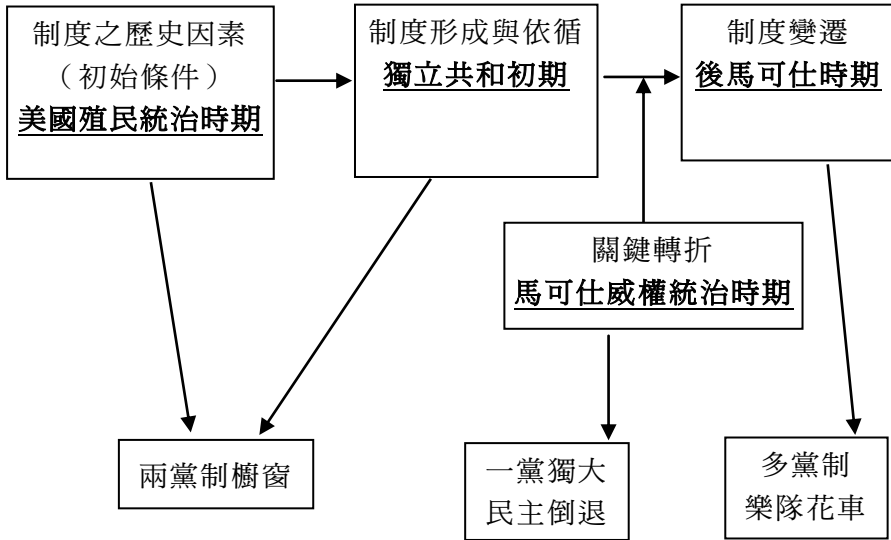 制度之歷史因素
（初始條件）
美國殖民統治時期
制度形成與依循
獨立共和初期
制度變遷
後馬可仕時期
關鍵轉折
馬可仕威權統治時期
兩黨制櫥窗
一黨獨大
民主倒退
多黨制
樂隊花車